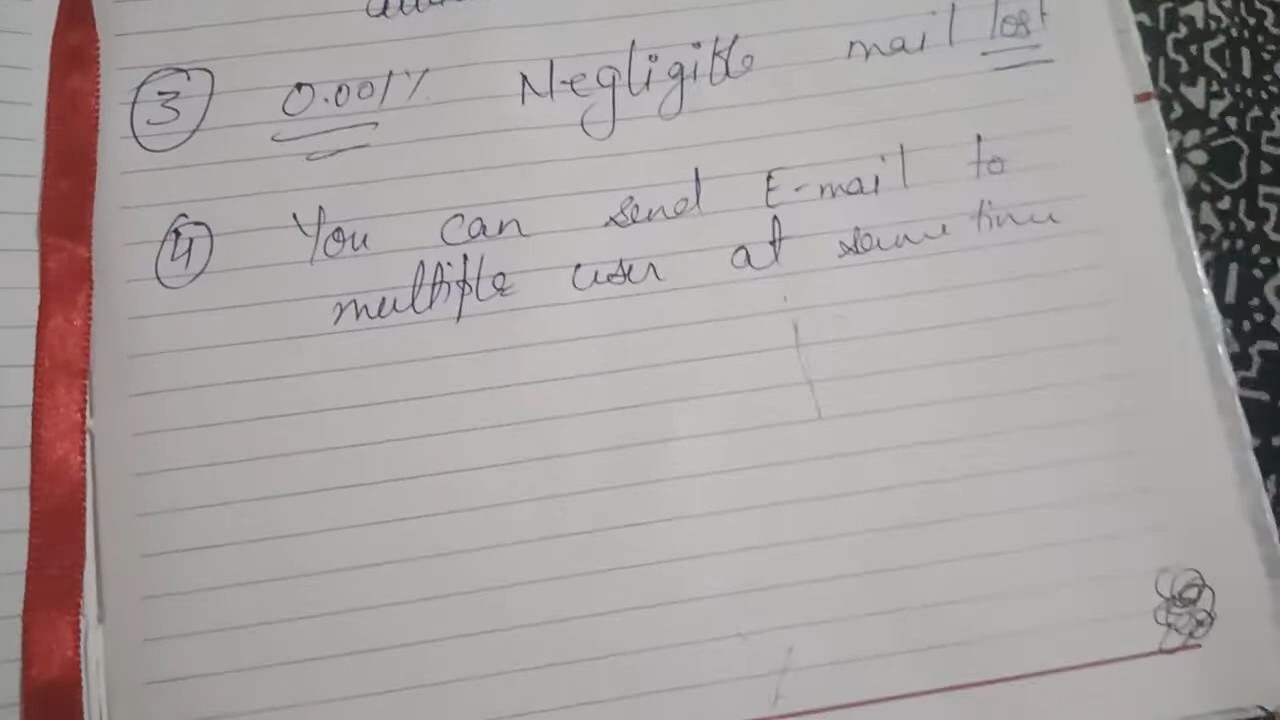 ③ 0.001% Negligible mail lost
④ You can send E-mail to
multiple user at same time